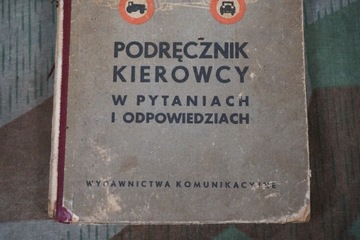 PODRĘCZNIK
KIEROWCY
W PYTANIACH
I ODPOWIEDZIACH
WYDAWNICTWA KOMUNIKACYJNE